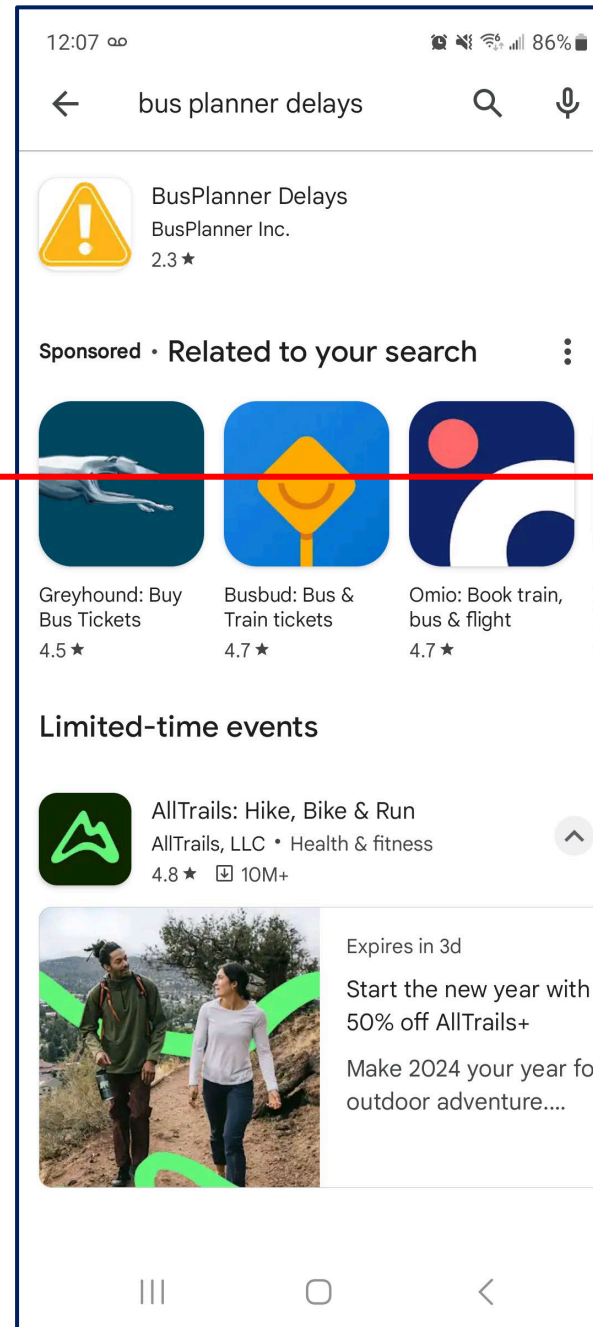 12:07
86%
bus planner delays
BusPlanner Delays
BusPlanner Inc.
2.3 ★
Sponsored • Related to your search
Greyhound: Buy
Bus Tickets
4.5 ★
Busbud: Bus &
Train tickets
4.7 ★
Omio: Book train,
bus & flight
4.7 ★
Limited-time events
AllTrails: Hike, Bike & Run
AllTrails, LLC • Health & fitness
4.8 ★ 10M+
Expires in 3d
Start the new year with
50% off AllTrails+
Make 2024 your year fo
outdoor adventure....